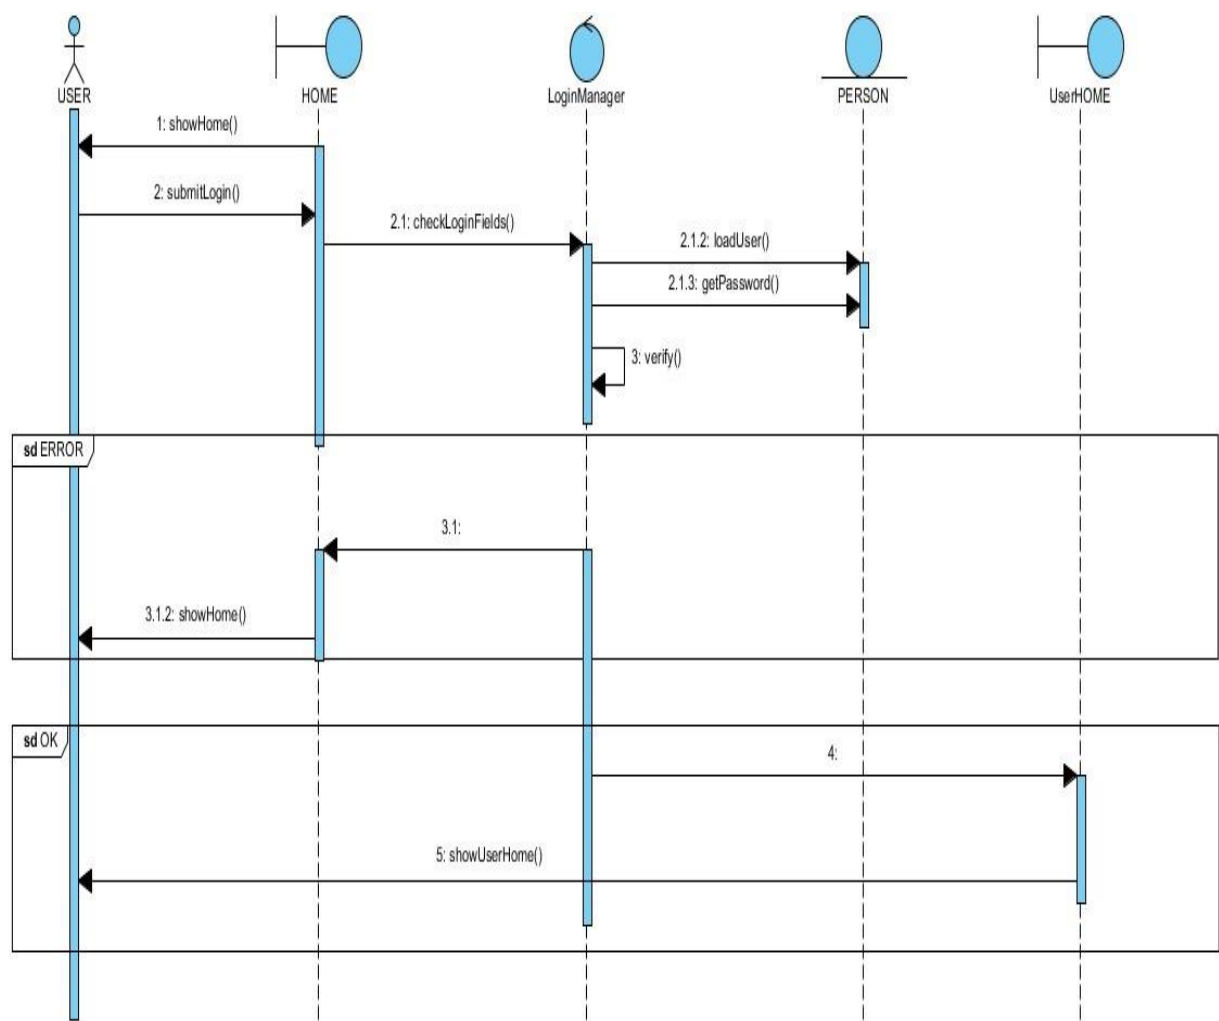 USER
HOME
LoginManager
PERSON
UserHOME
1: showHome()
2: submitLogin()
2.1: checkLoginFields()
2.1.2: loadUser()
2.1.3: getPassword()
3: verify()
sd ERROR
3.1:
3.1.2: showHome()
sd OK
4:
5: showUserHome()